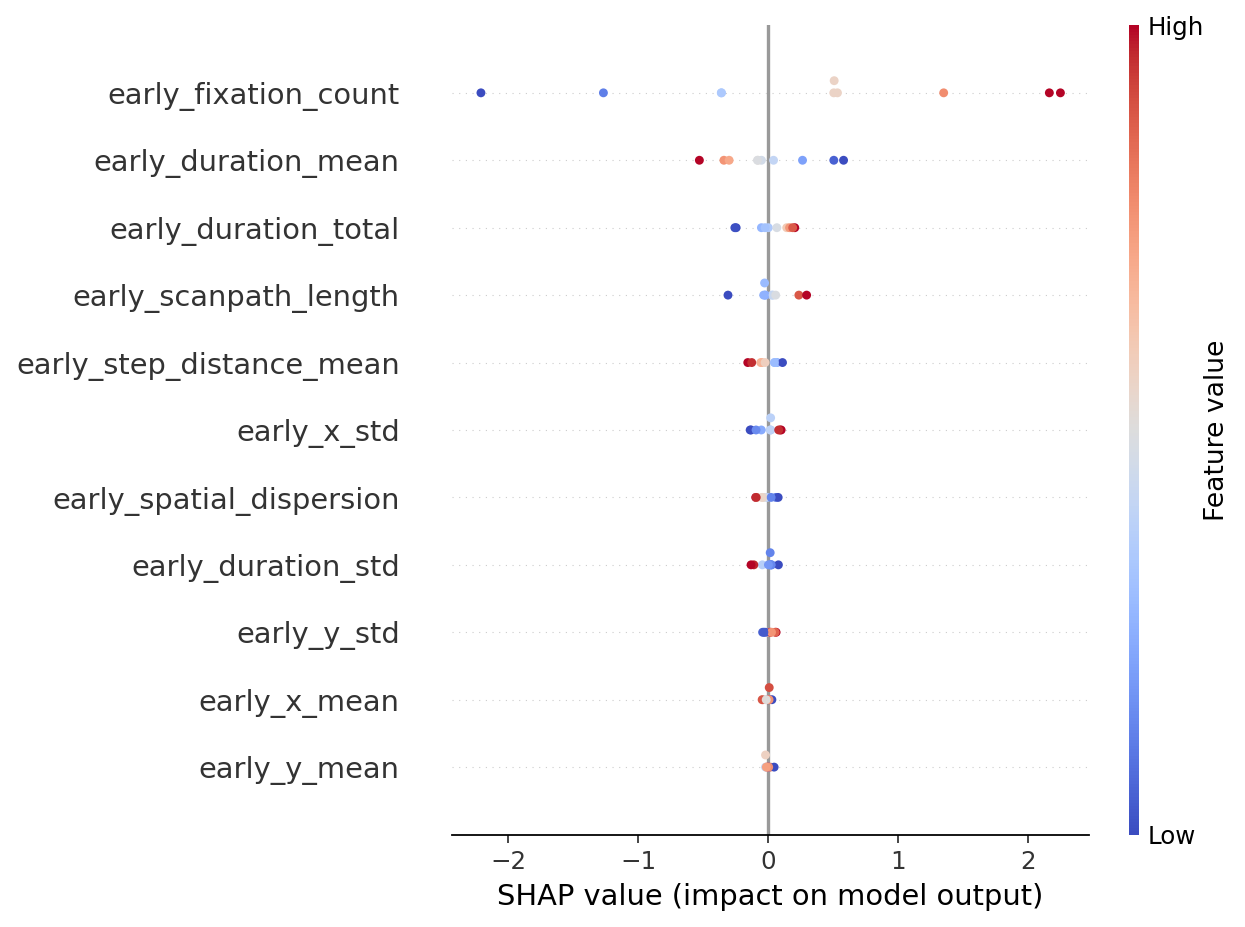 High
early_fixation_count
early_duration_mean
early_duration_total
early_scanpath_length
early_step_distance_mean
early_x_std
early_spatial_dispersion
early_duration_std
early_y_std
early_x_mean
early_y_mean
Feature value
Low
−2 −1 0 1 2
SHAP value (impact on model output)